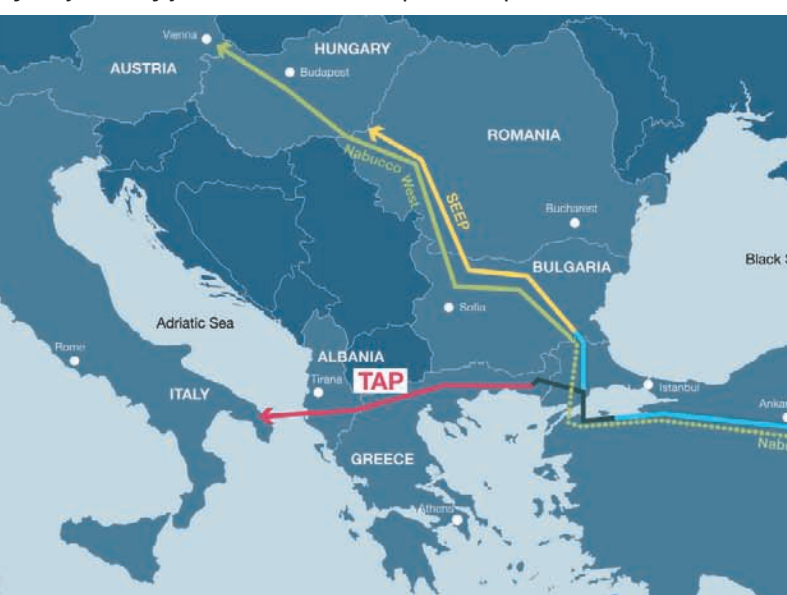 Vienna
HUNGARY
AUSTRIA
Budapest
ROMANIA
Nabucco West
SEEP
Bucharest
BULGARIA
Black
Sofia
Adriatic Sea
Rome
ALBANIA
Tirana
TAP
ITALY
Istanbul
Ankar
Nabu
GREECE
Athens